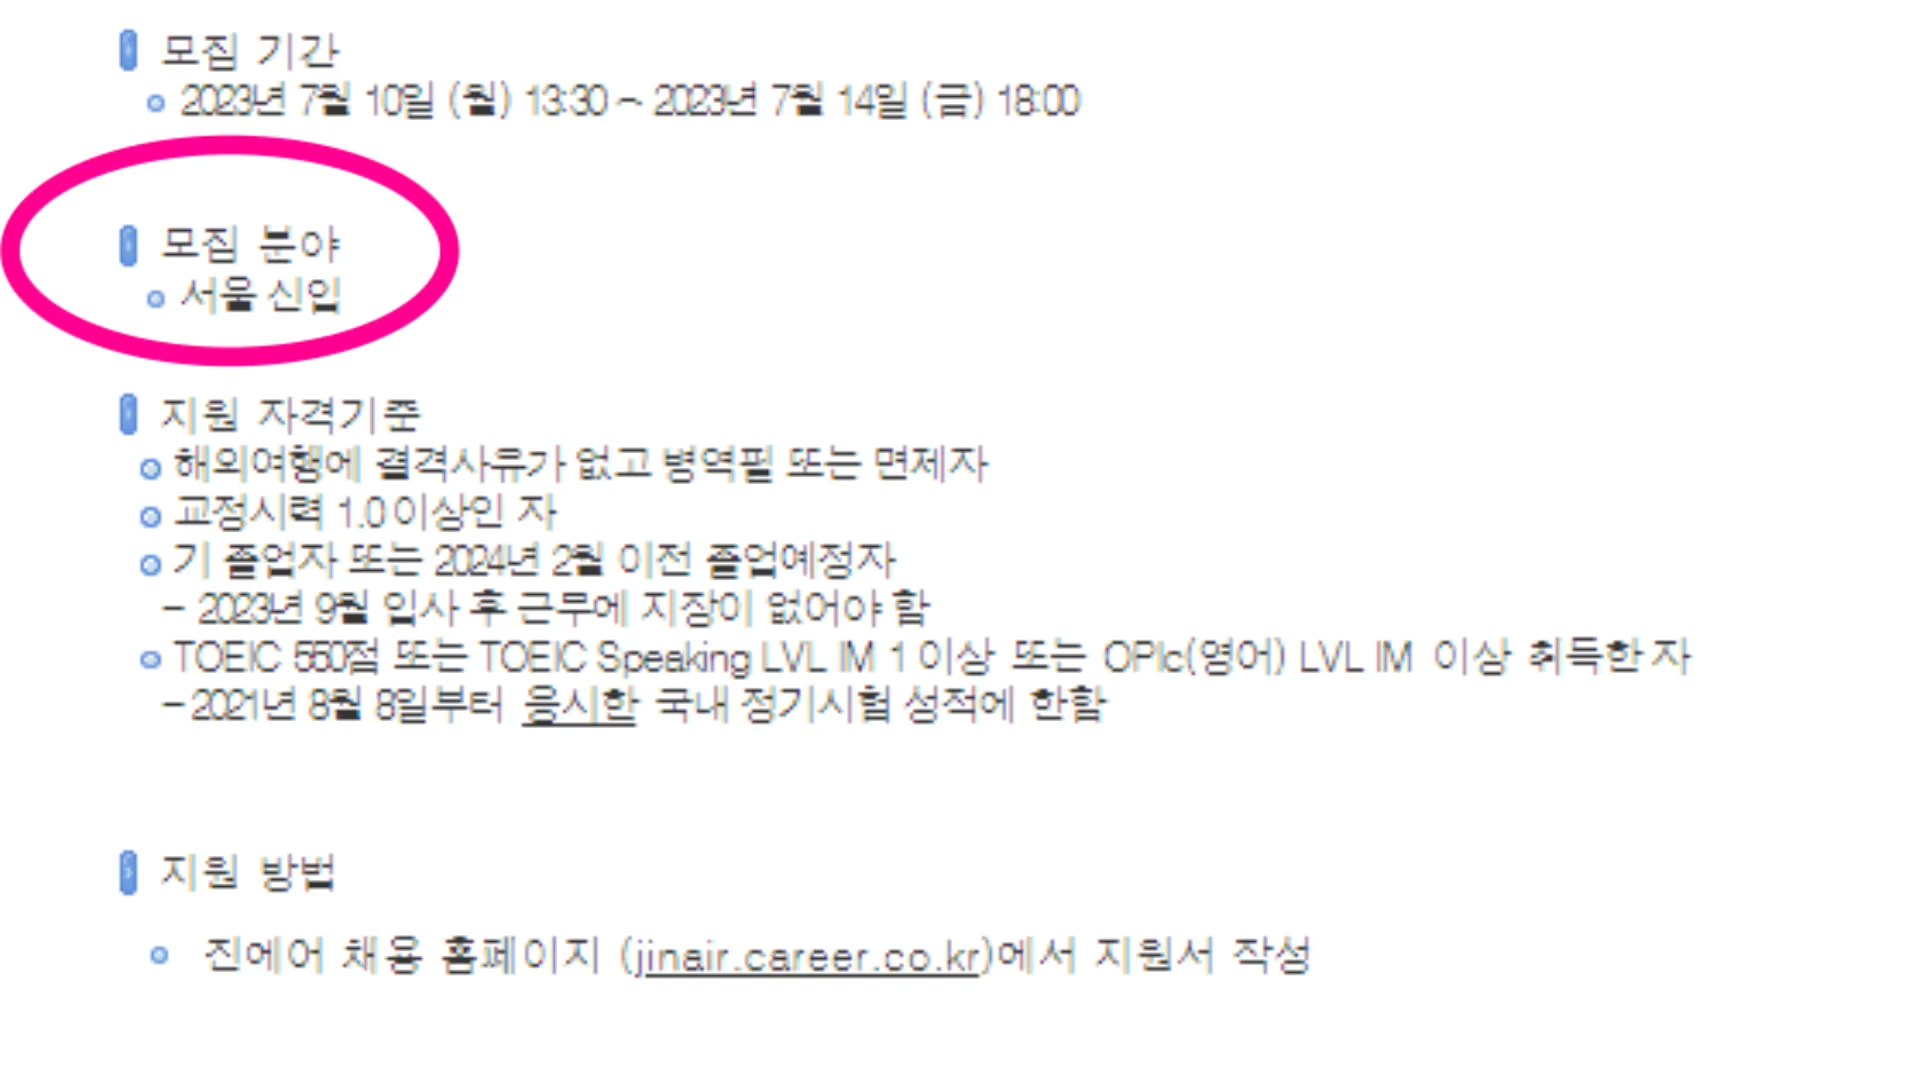 모집 기간
2023년 7월 10일 (월) 13:30 ~ 2023년 7월 14일 (금) 18:00
모집 분야
서울 신입
지원 자격기준
해외여행에 결격사유가 없고 병역필 또는 면제자
교정시력 1.0 이상인 자
기 졸업자 또는 2024년 2월 이전 졸업예정자
- 2023년 9월 입사 후 근무에 지장이 없어야 함
TOEIC 550점 또는 TOEIC Speaking LVL IM 1 이상 또는 OPIc(영어) LVL IM 이상 취득한 자
- 2021년 8월 8일부터 응시한 국내 정기시험 성적에 한함
지원 방법
진에어 채용 홈페이지 (jinair.career.co.kr)에서 지원서 작성